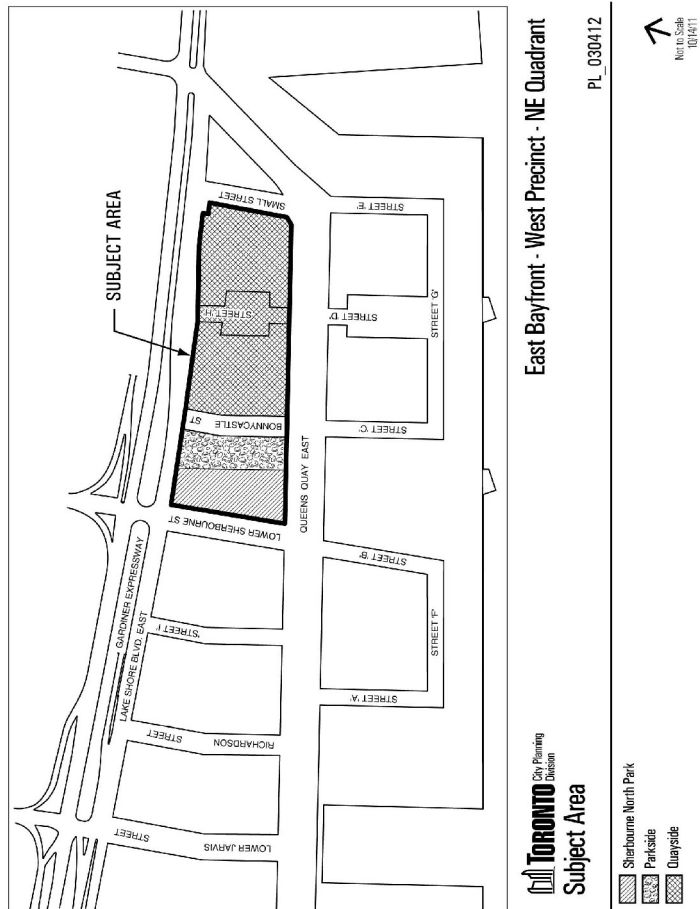 SUBJECT AREA
SMALL STREET
STREET 'H'
BONNYCASTLE ST
LOWER SHERBOURNE ST
GARDINER EXPRESSWAY
LAKE SHORE BLVD. EAST
STREET 'I'
RICHARDSON STREET
LOWER JARVIS STREET
QUEENS QUAY EAST
STREET 'E'
STREET 'D'
STREET 'G'
STREET 'C'
STREET 'B'
STREET 'F'
STREET 'A'
TORONTO City Planning
Division
Subject Area
East Bayfront - West Precinct - NE Quadrant
PL_030412
Sherbourne North Park
Parkside
Quayside
Not to Scale
10/14/11